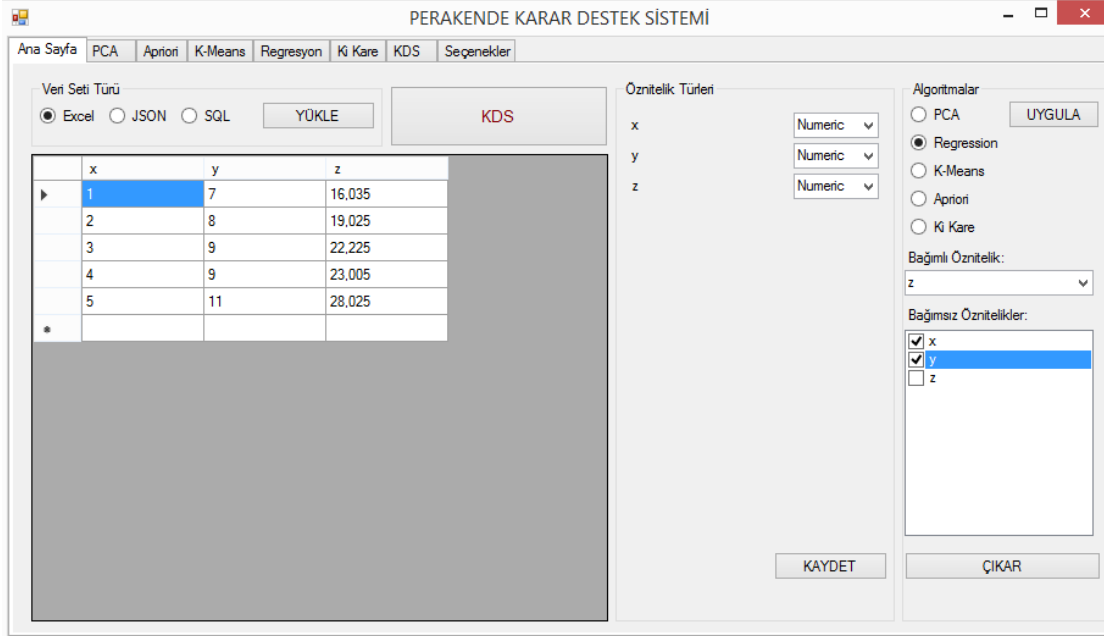 PERAKENDE KARAR DESTEK SİSTEMİ
Ana Sayfa PCA Apriori K-Means Regresyon Ki Kare KDS Seçenekler
Veri Seti Türü
Excel JSON SQL YÜKLE
KDS
x y z
1 7 16,035
2 8 19,025
3 9 22,225
4 9 23,005
5 11 28,025
Öznitelik Türleri
x Numeric
y Numeric
z Numeric
KAYDET
Algoritmalar
PCA UYGULA
Regression
K-Means
Apriori
Ki Kare
Bağımlı Öznitelik:
z
Bağımsız Öznitelikler:
x
y
z
ÇIKAR